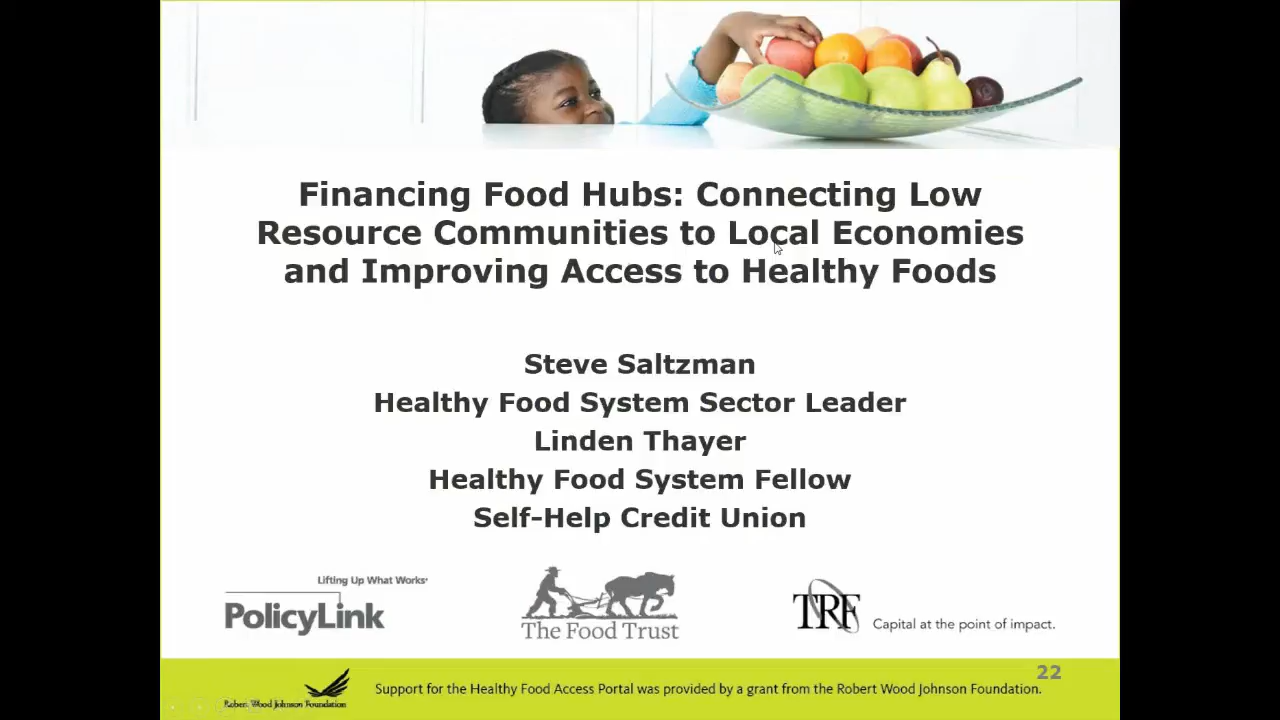 Financing Food Hubs: Connecting Low
Resource Communities to Local Economies
and Improving Access to Healthy Foods
Steve Saltzman
Healthy Food System Sector Leader
Linden Thayer
Healthy Food System Fellow
Self-Help Credit Union
Lifting Up What Works®
PolicyLink
The Food Trust
TRF Capital at the point of impact.
22
Robert Wood Johnson Foundation
Support for the Healthy Food Access Portal was provided by a grant from the Robert Wood Johnson Foundation.